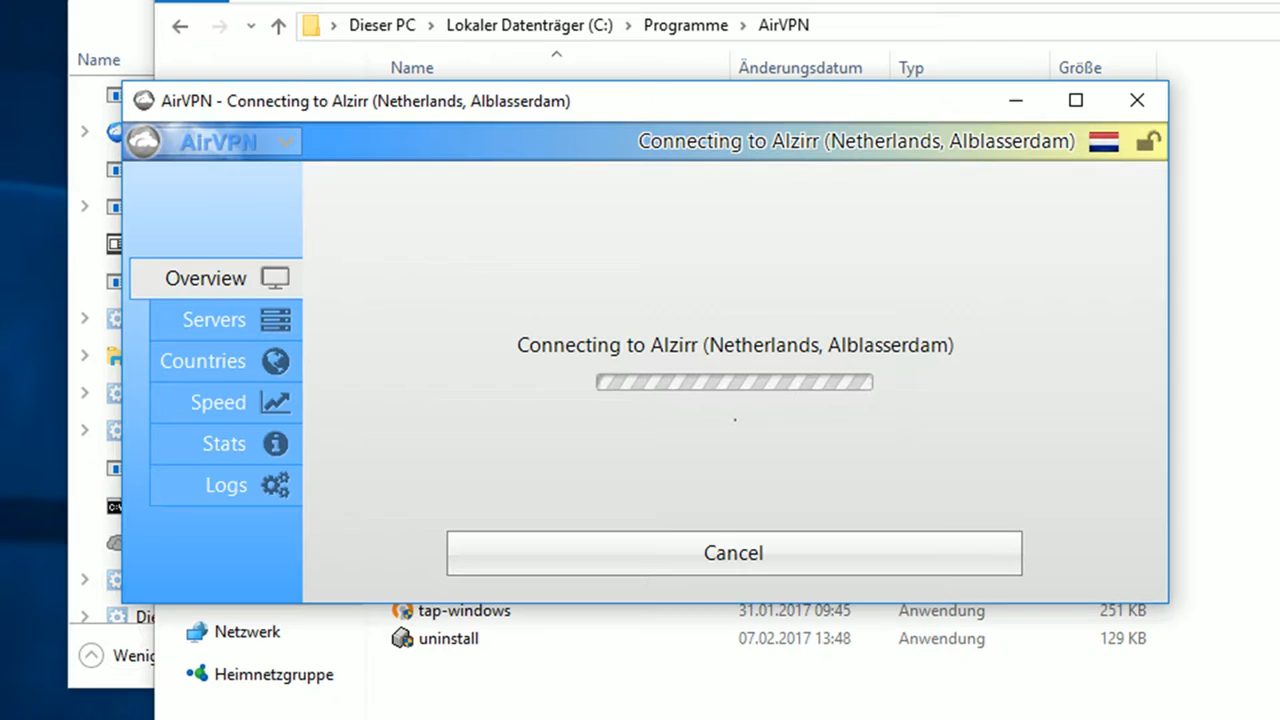 Dieser PC > Lokaler Datenträger (C:) > Programme > AirVPN
Name
Name
Änderungsdatum
Typ
Größe
AirVPN - Connecting to Alzirr (Netherlands, Alblasserdam)
AirVPN
Connecting to Alzirr (Netherlands, Alblasserdam)
Overview
Servers
Countries
Speed
Stats
Logs
Connecting to Alzirr (Netherlands, Alblasserdam)
.
Cancel
tap-windows 31.01.2017 09:45 Anwendung 251 KB
uninstall 07.02.2017 13:48 Anwendung 129 KB
Netzwerk
Heimnetzgruppe